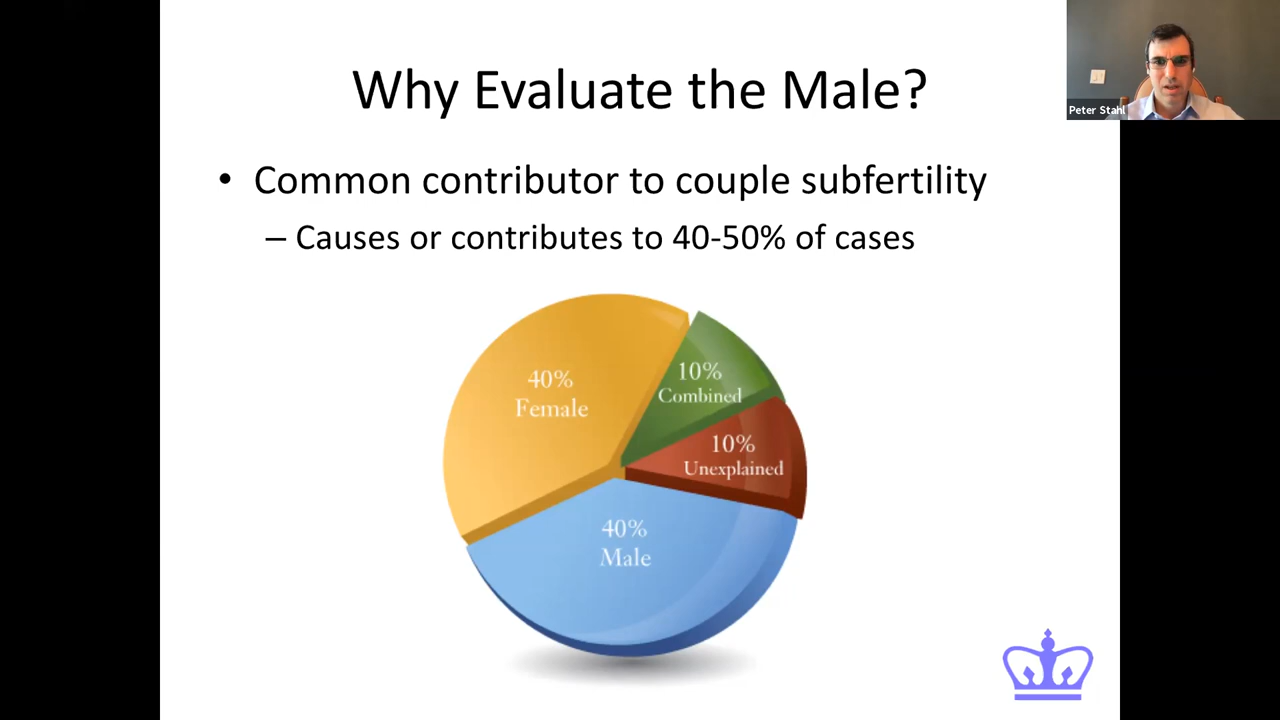 Why Evaluate the Male?
Peter Stahl
• Common contributor to couple subfertility
– Causes or contributes to 40-50% of cases
40%
Female
10%
Combined
10%
Unexplained
40%
Male